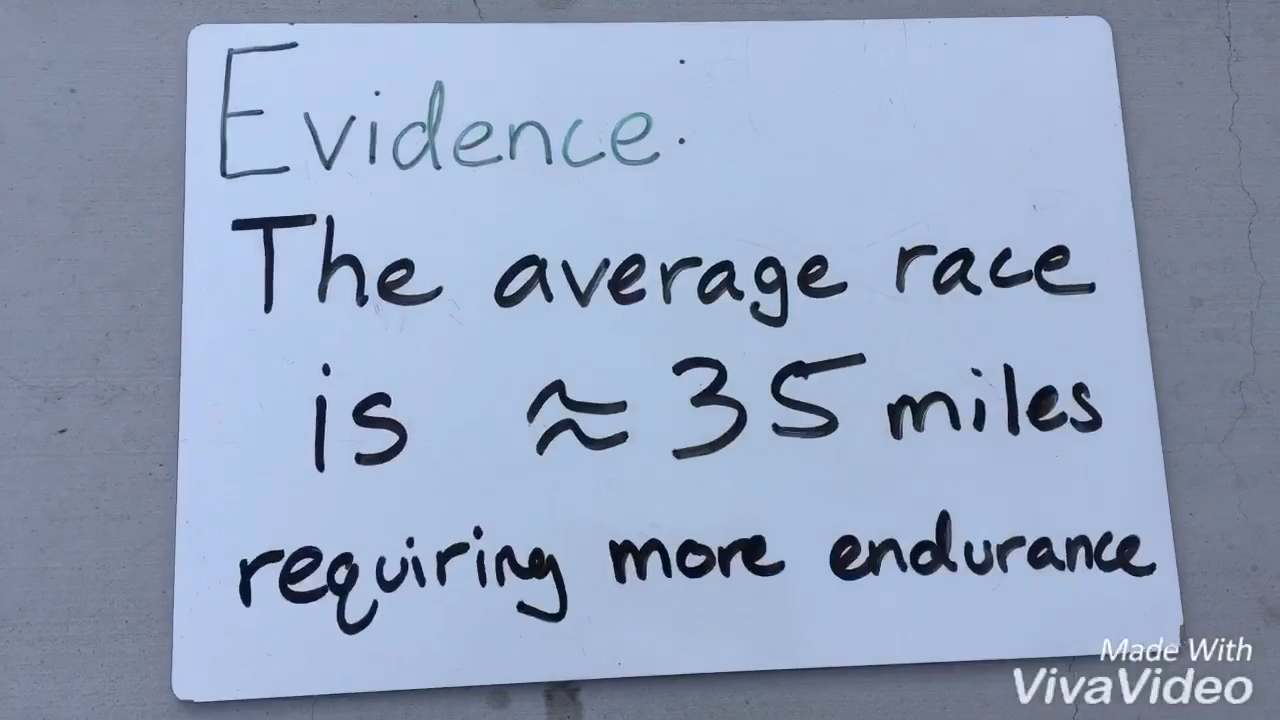 Evidence:
The average race
is ≈ 35 miles
requiring more endurance
Made With
VivaVideo